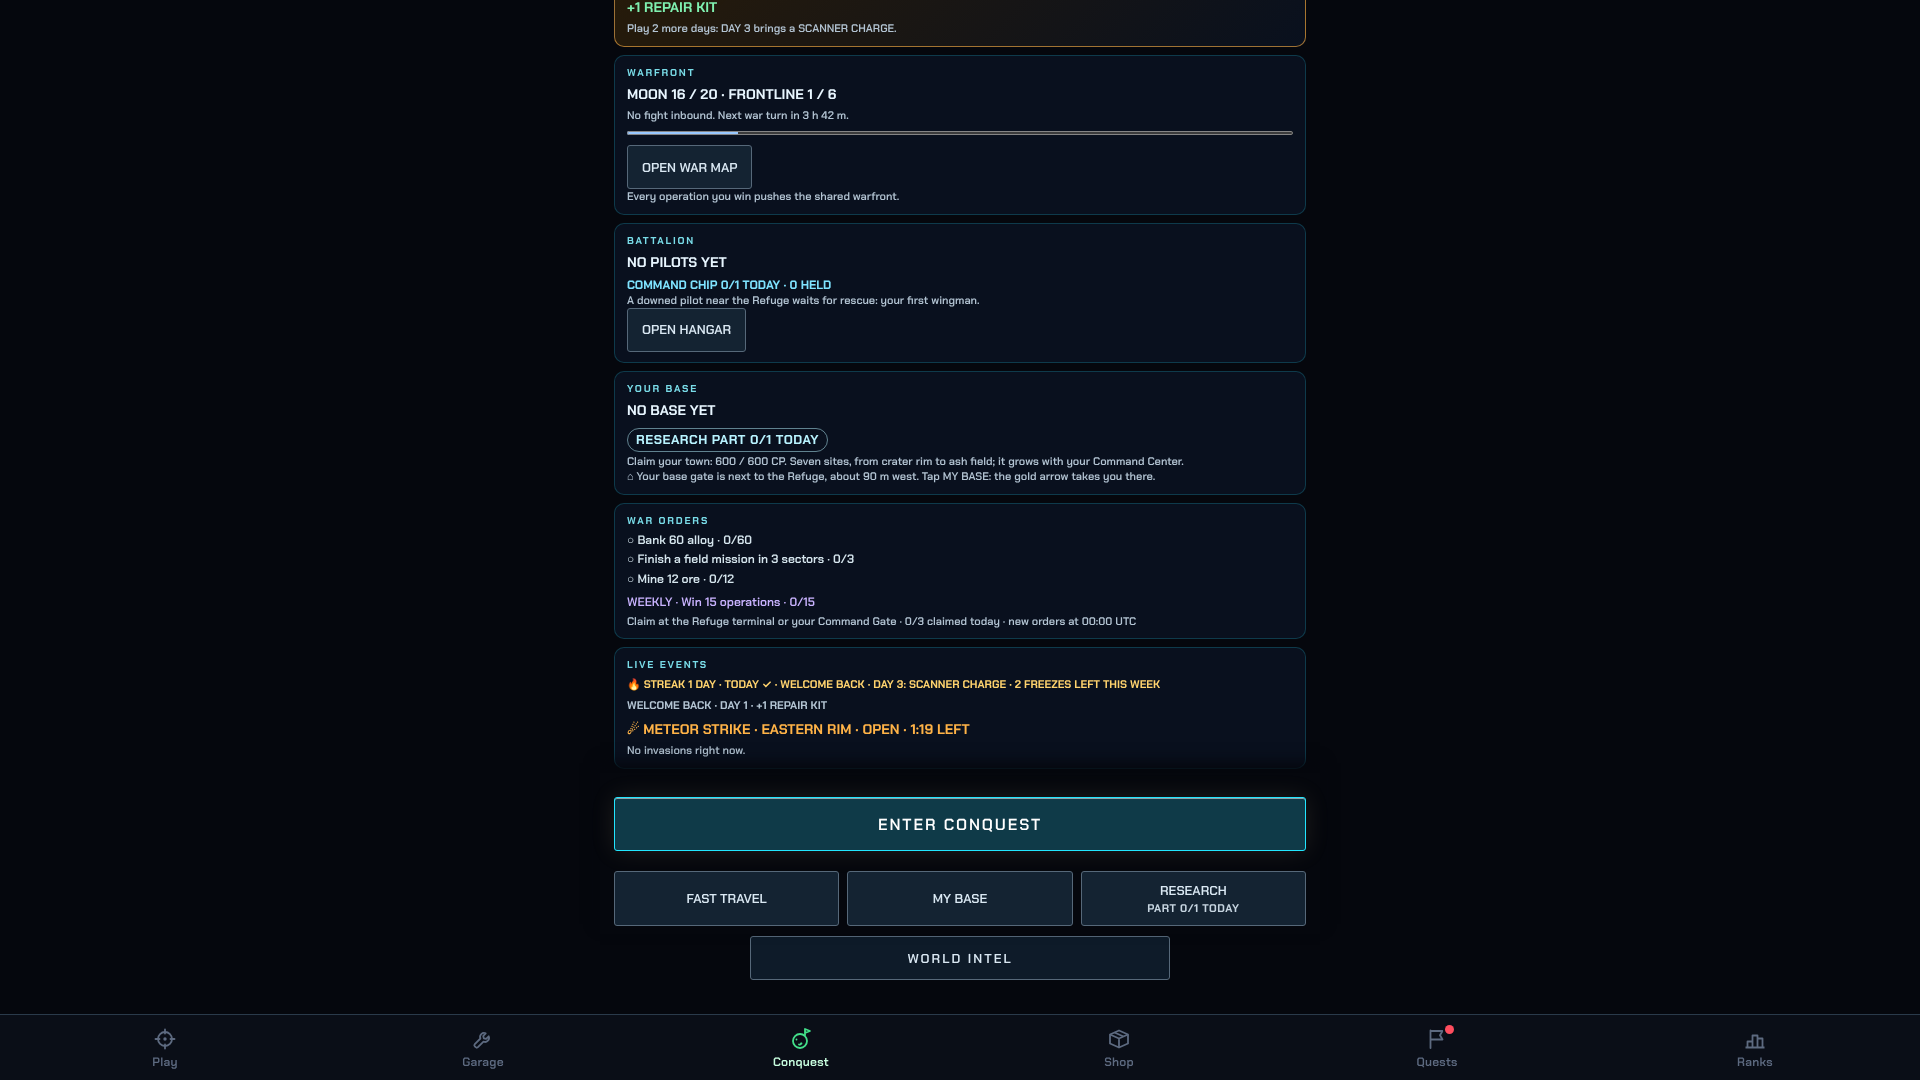 +1 REPAIR KIT
Play 2 more days: DAY 3 brings a SCANNER CHARGE.
WARFRONT
MOON 16 / 20 · FRONTLINE 1 / 6
No fight inbound. Next war turn in 3 h 42 m.
OPEN WAR MAP
Every operation you win pushes the shared warfront.
BATTALION
NO PILOTS YET
COMMAND CHIP 0/1 TODAY · 0 HELD
A downed pilot near the Refuge waits for rescue: your first wingman.
OPEN HANGAR
YOUR BASE
NO BASE YET
RESEARCH PART 0/1 TODAY
Claim your town: 600 / 600 CP. Seven sites, from crater rim to ash field; it grows with your Command Center.
⌂ Your base gate is next to the Refuge, about 90 m west. Tap MY BASE: the gold arrow takes you there.
WAR ORDERS
○ Bank 60 alloy · 0/60
○ Finish a field mission in 3 sectors · 0/3
○ Mine 12 ore · 0/12
WEEKLY · Win 15 operations · 0/15
Claim at the Refuge terminal or your Command Gate · 0/3 claimed today · new orders at 00:00 UTC
LIVE EVENTS
🔥 STREAK 1 DAY · TODAY ✓ · WELCOME BACK · DAY 3: SCANNER CHARGE · 2 FREEZES LEFT THIS WEEK
WELCOME BACK · DAY 1 · +1 REPAIR KIT
☄ METEOR STRIKE · EASTERN RIM · OPEN · 1:19 LEFT
No invasions right now.
ENTER CONQUEST
FAST TRAVEL
MY BASE
RESEARCH
PART 0/1 TODAY
WORLD INTEL
Play
Garage
Conquest
Shop
Quests
Ranks